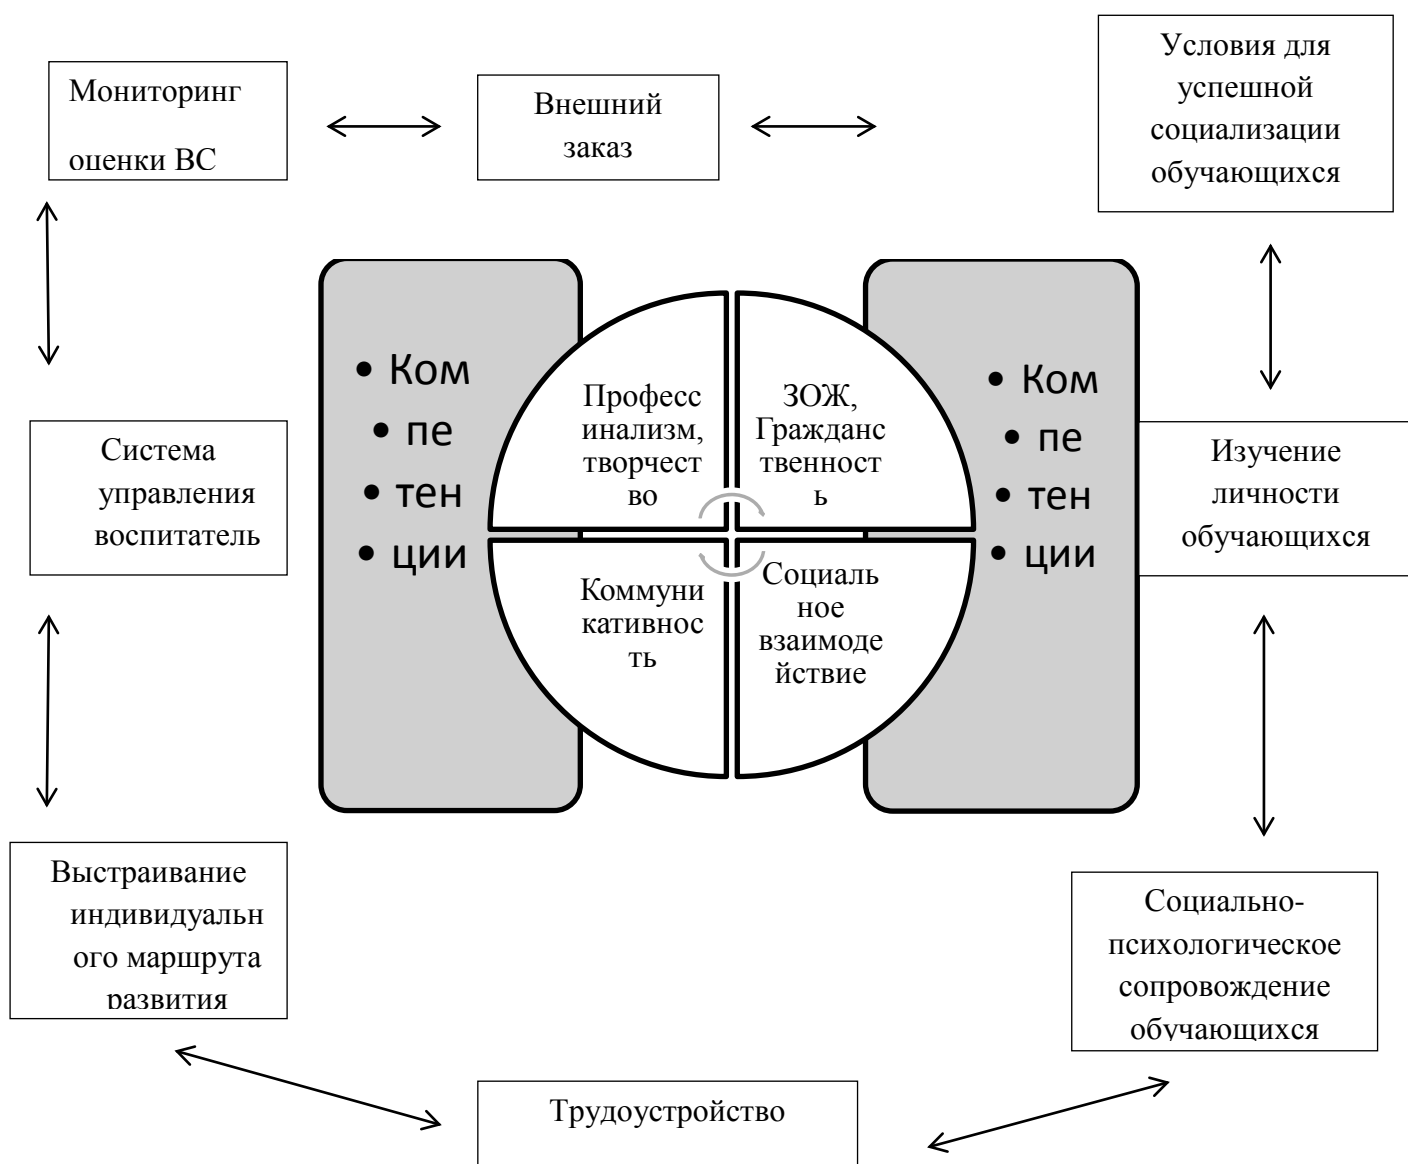 Мониторинг
оценки ВС
Внешний
заказ
Условия для
успешной
социализации
обучающихся
• Ком
• пе
• тен
• ции
Професс
инализм,
творчест
во
ЗОЖ,
Гражданс
твенност
ь
Коммуни
кативнос
ть
Социаль
ное
взаимоде
йствие
• Ком
• пе
• тен
• ции
Система
управления
воспитатель
Изучение
личности
обучающихся
Выстраивание
индивидуальн
ого маршрута
развития
Социально-
психологическое
сопровождение
обучающихся
Трудоустройство